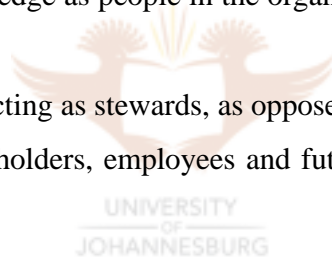 edge as people in the organ
cting as stewards, as oppose
holders, employees and fut
UNIVERSITY
OF
JOHANNESBURG